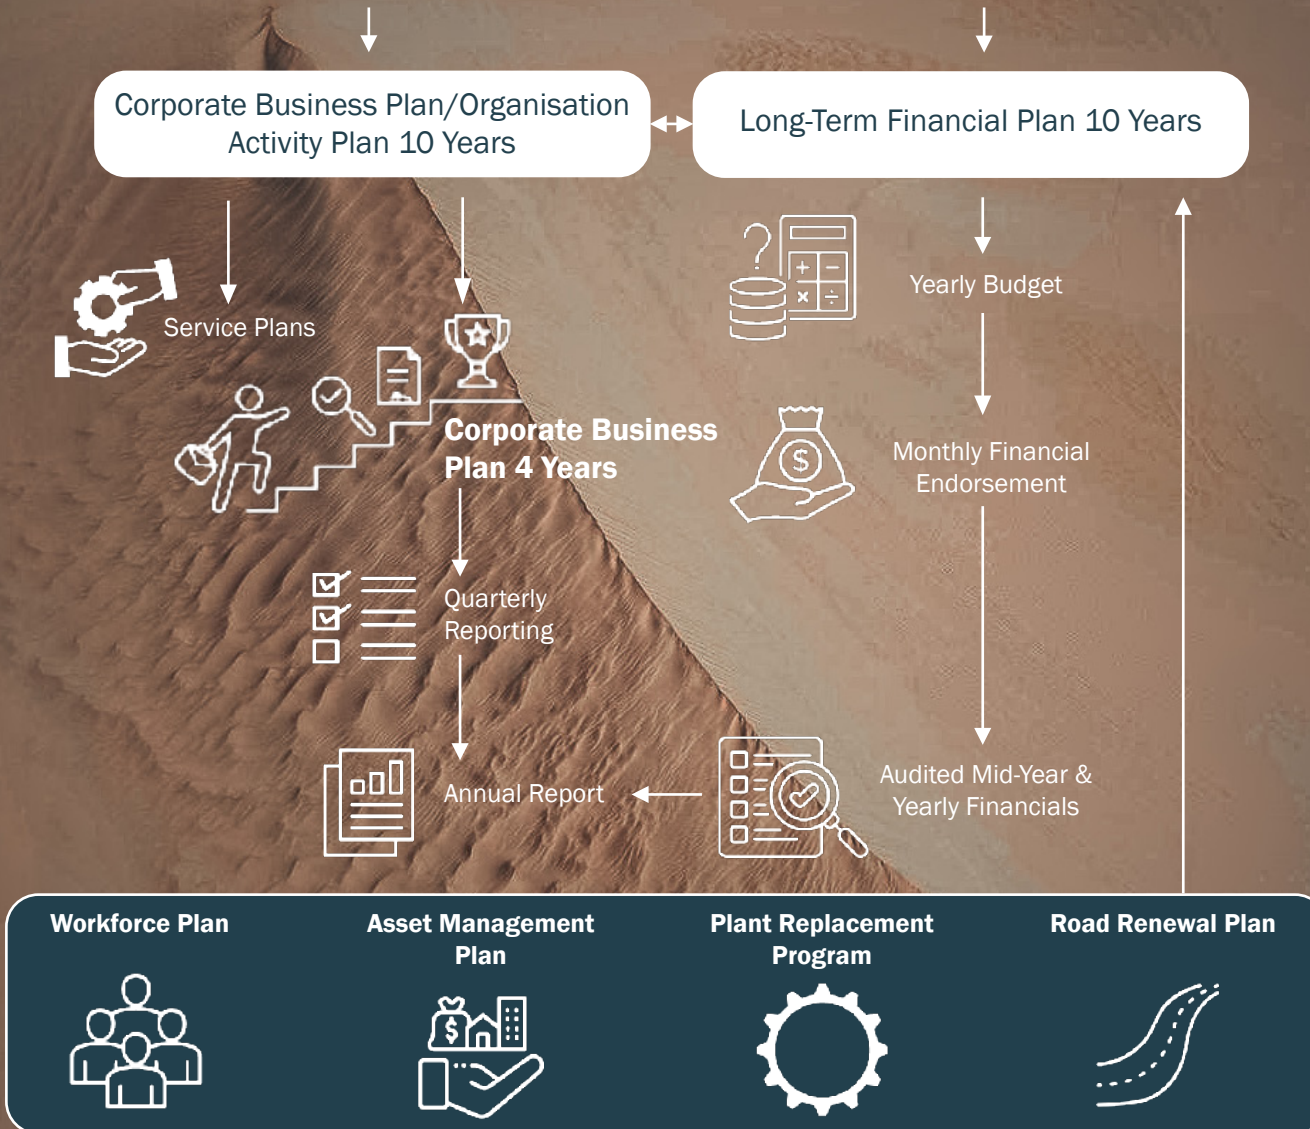 Corporate Business Plan/Organisation
Activity Plan 10 Years
Long-Term Financial Plan 10 Years
Service Plans
Corporate Business
Plan 4 Years
Quarterly
Reporting
Annual Report
Yearly Budget
Monthly Financial
Endorsement
Audited Mid-Year &
Yearly Financials
Workforce Plan
Asset Management
Plan
Plant Replacement
Program
Road Renewal Plan